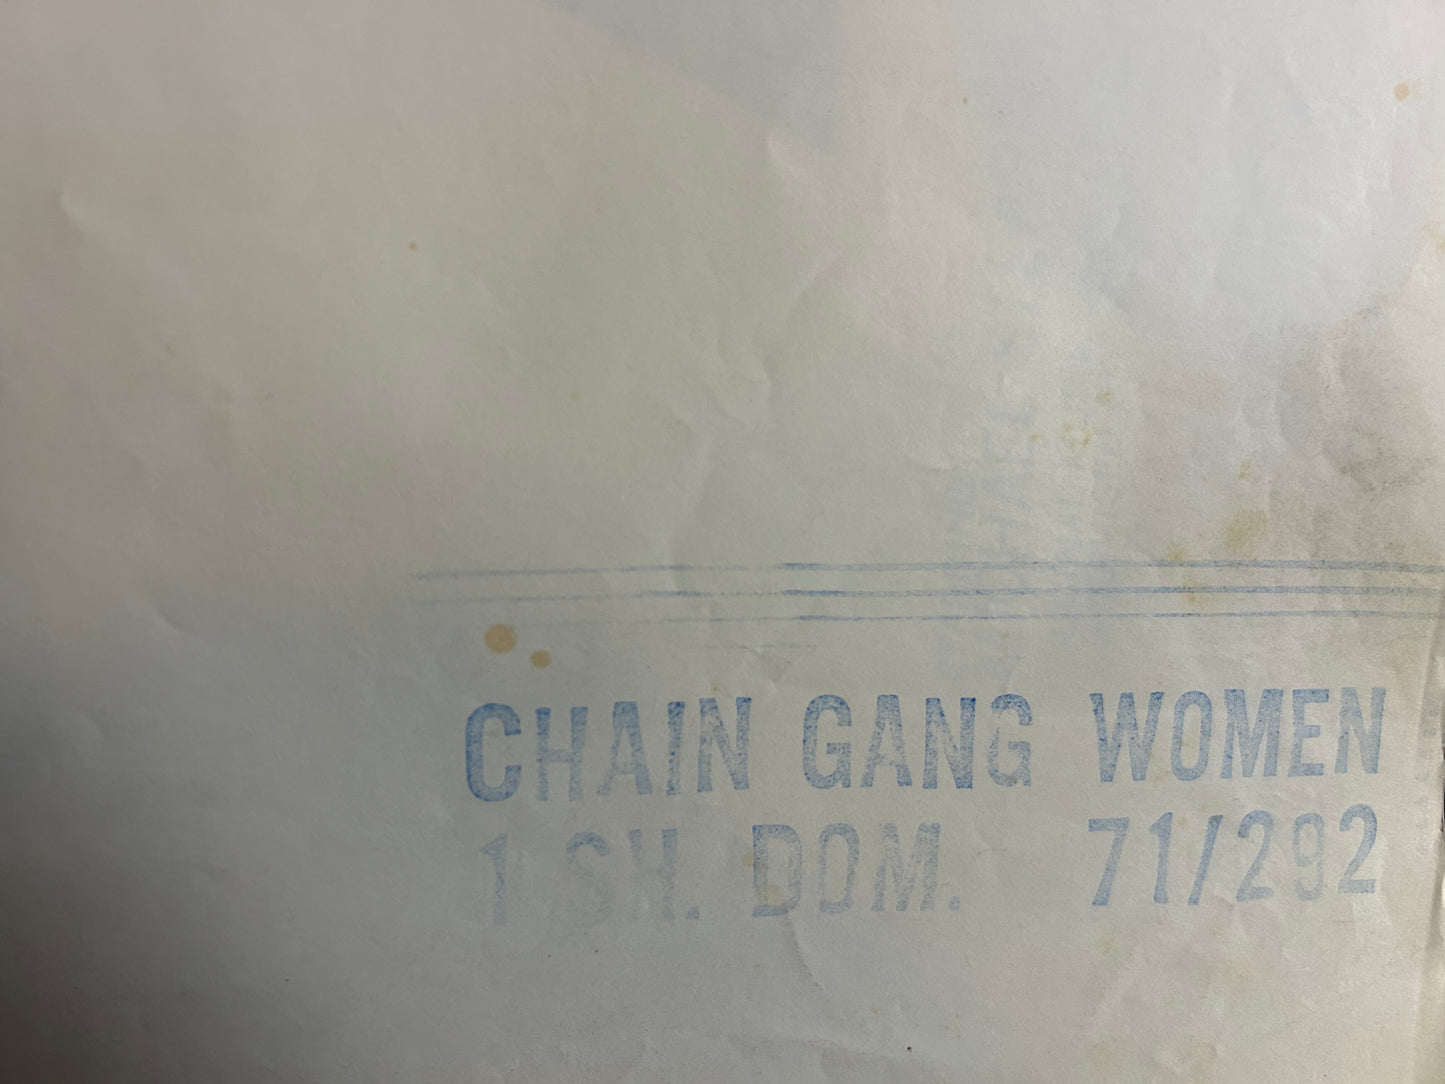 CHAIN GANG WOMEN
1 SH. DOM. 71/292